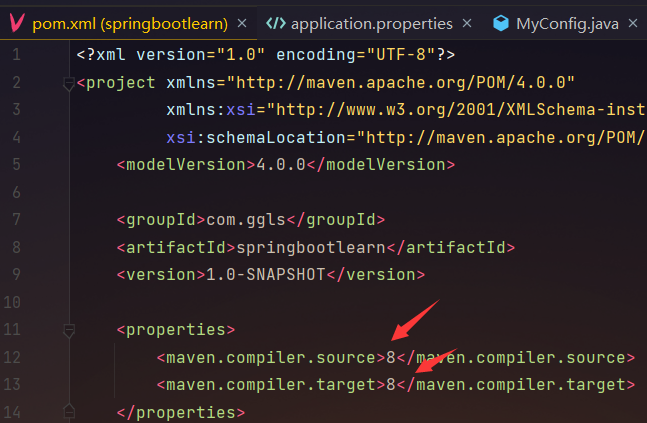 pom.xml (springbootlearn) × </> application.properties × MyConfig.java ×
1 <?xml version="1.0" encoding="UTF-8"?>
2 <project xmlns="http://maven.apache.org/POM/4.0.0"
3 xmlns:xsi="http://www.w3.org/2001/XMLSchema-inst
4 xsi:schemaLocation="http://maven.apache.org/POM/
5 <modelVersion>4.0.0</modelVersion>
6
7 <groupId>com.ggls</groupId>
8 <artifactId>springbootlearn</artifactId>
9 <version>1.0-SNAPSHOT</version>
10
11 <properties>
12 <maven.compiler.source>8</maven.compiler.source>
13 <maven.compiler.target>8</maven.compiler.target>
14 </properties>